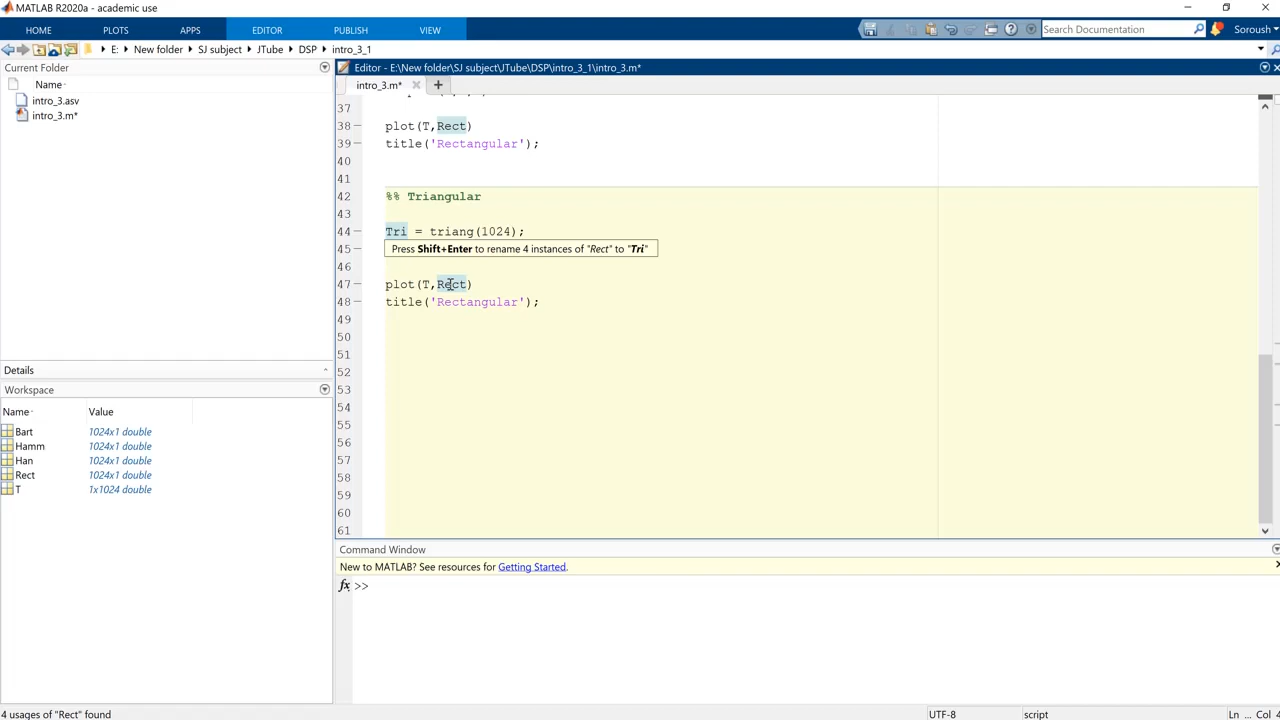 MATLAB R2020a - academic use
HOME PLOTS APPS EDITOR PUBLISH VIEW Search Documentation Soroush
E: New folder SJ subject JTube DSP intro_3_1
Current Folder
Name
intro_3.asv
intro_3.m*
Details
Workspace
Name Value
Bart 1024x1 double
Hamm 1024x1 double
Han 1024x1 double
Rect 1024x1 double
T 1x1024 double
Editor - E:\New folder\SJ subject\JTube\DSP\intro_3_1\intro_3.m*
intro_3.m*
37
38 plot(T,Rect)
39 title('Rectangular');
40
41
42 %% Triangular
43
44 Tri = triang(1024);
45 Press Shift+Enter to rename 4 instances of "Rect" to "Tri"
46
47 plot(T,Rect)
48 title('Rectangular');
49
50
51
52
53
54
55
56
57
58
59
60
61
Command Window
New to MATLAB? See resources for Getting Started.
fx >>
4 usages of "Rect" found UTF-8 script Ln ... Col 4